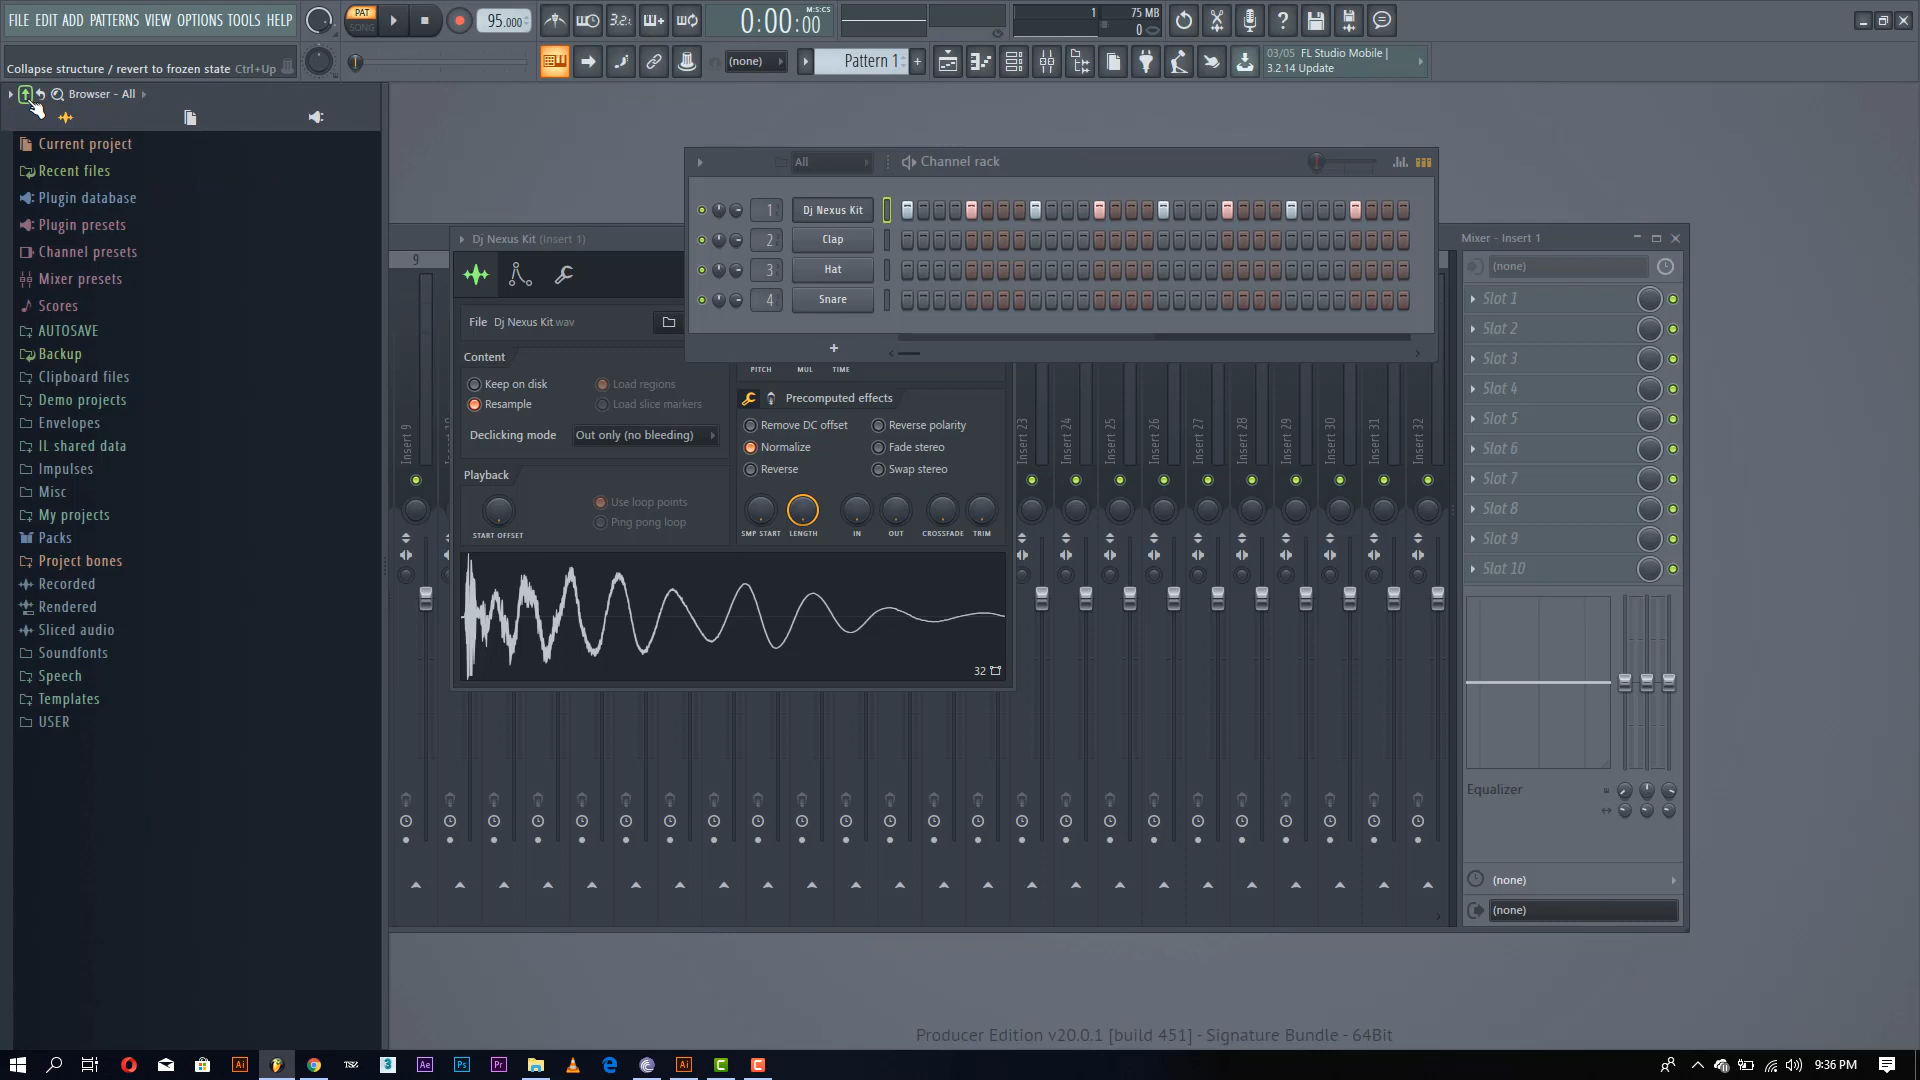 FILE EDIT ADD PATTERNS VIEW OPTIONS TOOLS HELP
PAT
SONG
95.000
3.2.
0:00:00
M:S:CS
1
75 MB
0
Collapse structure / revert to frozen state Ctrl+Up
(none)
Pattern 1
+
03/05 FL Studio Mobile |
3.2.14 Update
Browser - All
Current project
Recent files
Plugin database
Plugin presets
Channel presets
Mixer presets
Scores
AUTOSAVE
Backup
Clipboard files
Demo projects
Envelopes
IL shared data
Impulses
Misc
My projects
Packs
Project bones
Recorded
Rendered
Sliced audio
Soundfonts
Speech
Templates
USER
All
Channel rack
1 Dj Nexus Kit
2 Clap
3 Hat
4 Snare
+
9
Dj Nexus Kit (Insert 1)
File Dj Nexus Kit.wav
Content
Keep on disk
Load regions
Resample
Load slice markers
Declicking mode Out only (no bleeding)
Playback
START OFFSET
Use loop points
Ping pong loop
PITCH MUL TIME
Precomputed effects
Remove DC offset
Reverse polarity
Normalize
Fade stereo
Reverse
Swap stereo
SMP START LENGTH IN OUT CROSSFADE TRIM
32
Insert 9
Insert 23
Insert 24
Insert 25
Insert 26
Insert 27
Insert 28
Insert 29
Insert 30
Insert 31
Insert 32
Mixer - Insert 1
(none)
Slot 1
Slot 2
Slot 3
Slot 4
Slot 5
Slot 6
Slot 7
Slot 8
Slot 9
Slot 10
Equalizer
(none)
(none)
Producer Edition v20.0.1 [build 451] - Signature Bundle - 64Bit
Ai
Ae
Ps
Pr
Ai
9:36 PM